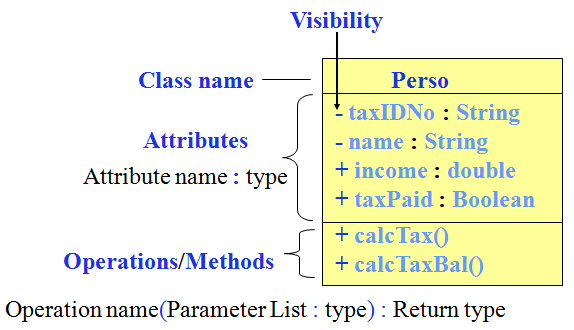 Visibility
Class name
Perso
Attributes
Attribute name : type
- taxIDNo : String
- name : String
+ income : double
+ taxPaid : Boolean
Operations/Methods
+ calcTax()
+ calcTaxBal()
Operation name(Parameter List : type) : Return type